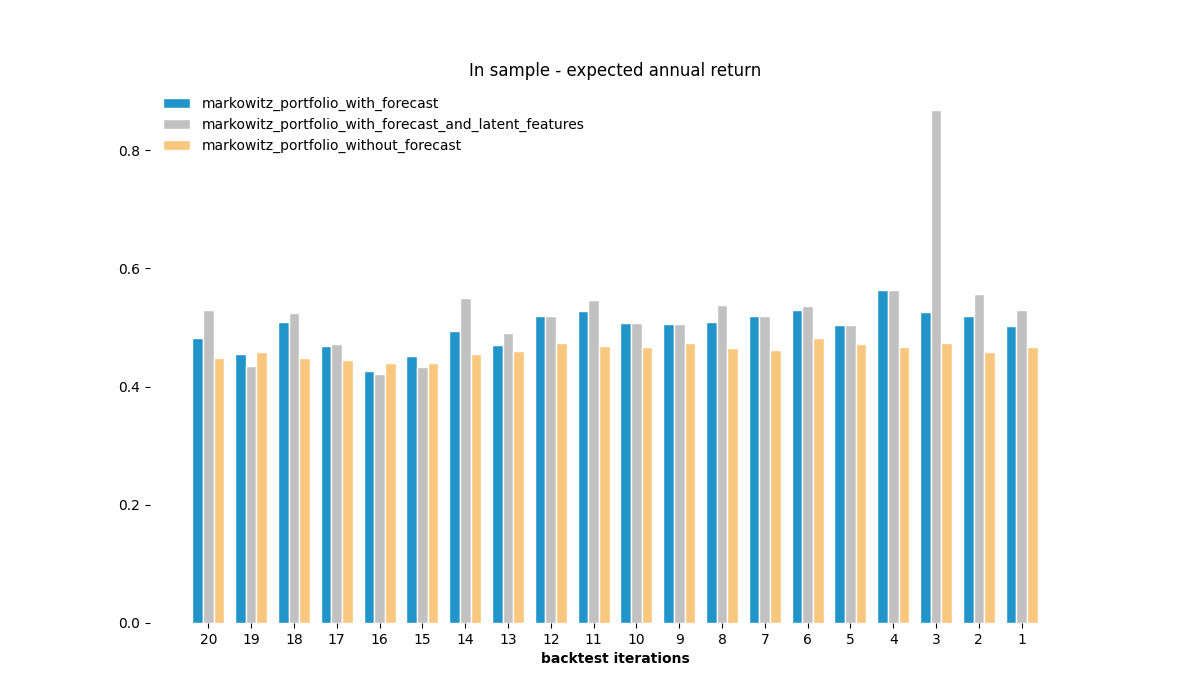 In sample - expected annual return
markowitz_portfolio_with_forecast
markowitz_portfolio_with_forecast_and_latent_features
markowitz_portfolio_without_forecast
0.8
0.6
0.4
0.2
0.0
20 19 18 17 16 15 14 13 12 11 10 9 8 7 6 5 4 3 2 1
backtest iterations